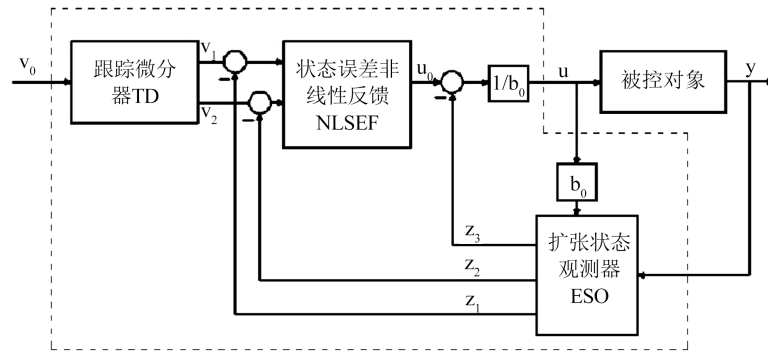 v₀
跟踪微分
器TD
v₁
v₂
状态误差非
线性反馈
NLSEF
u₀
1/b₀
u
被控对象
y
b₀
扩张状态
观测器
ESO
z₃
z₂
z₁